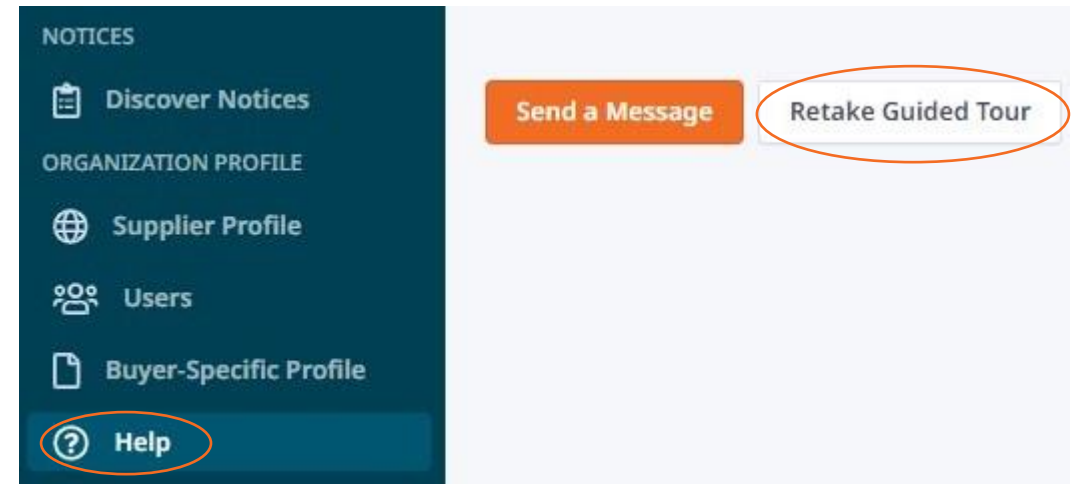 NOTICES
Discover Notices
ORGANIZATION PROFILE
Supplier Profile
Users
Buyer-Specific Profile
Help
Send a Message
Retake Guided Tour